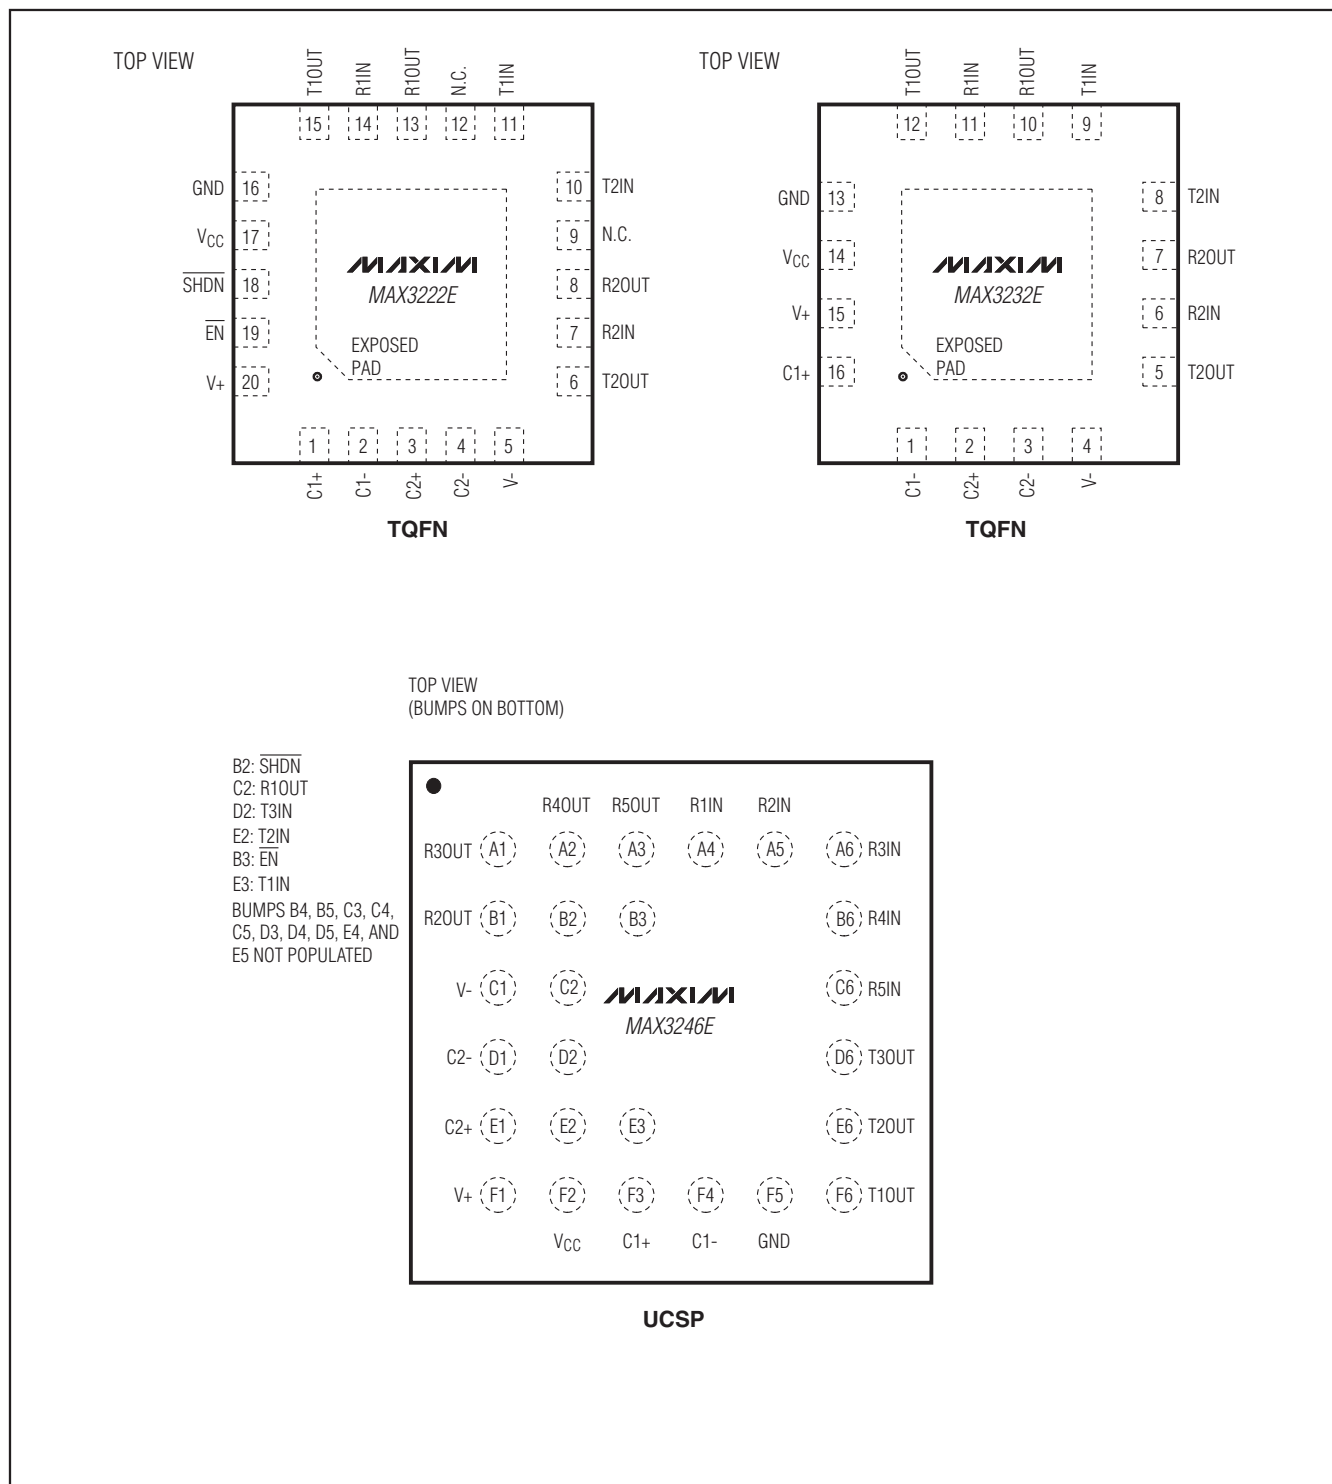 TOP VIEW
T1OUT
R1IN
R1OUT
N.C.
T1IN
15 14 13 12 11
GND 16
VCC 17
SHDN 18
EN 19
V+ 20
10 T2IN
9 N.C.
8 R2OUT
7 R2IN
6 T2OUT
MAXIM
MAX3222E
EXPOSED
PAD
1 2 3 4 5
C1+
C1-
C2+
C2-
V-
TQFN
TOP VIEW
T1OUT
R1IN
R1OUT
T1IN
12 11 10 9
GND 13
VCC 14
V+ 15
C1+ 16
8 T2IN
7 R2OUT
6 R2IN
5 T2OUT
MAXIM
MAX3232E
EXPOSED
PAD
1 2 3 4
C1-
C2+
C2-
V-
TQFN
TOP VIEW
(BUMPS ON BOTTOM)
B2: SHDN
C2: R1OUT
D2: T3IN
E2: T2IN
B3: EN
E3: T1IN
BUMPS B4, B5, C3, C4,
C5, D3, D4, D5, E4, AND
E5 NOT POPULATED
R4OUT R5OUT R1IN R2IN
R3OUT A1 A2 A3 A4 A5 A6 R3IN
R2OUT B1 B2 B3 B6 R4IN
V- C1 C2 MAXIM C6 R5IN
MAX3246E
C2- D1 D2 D6 T3OUT
C2+ E1 E2 E3 E6 T2OUT
V+ F1 F2 F3 F4 F5 F6 T1OUT
VCC C1+ C1- GND
UCSP